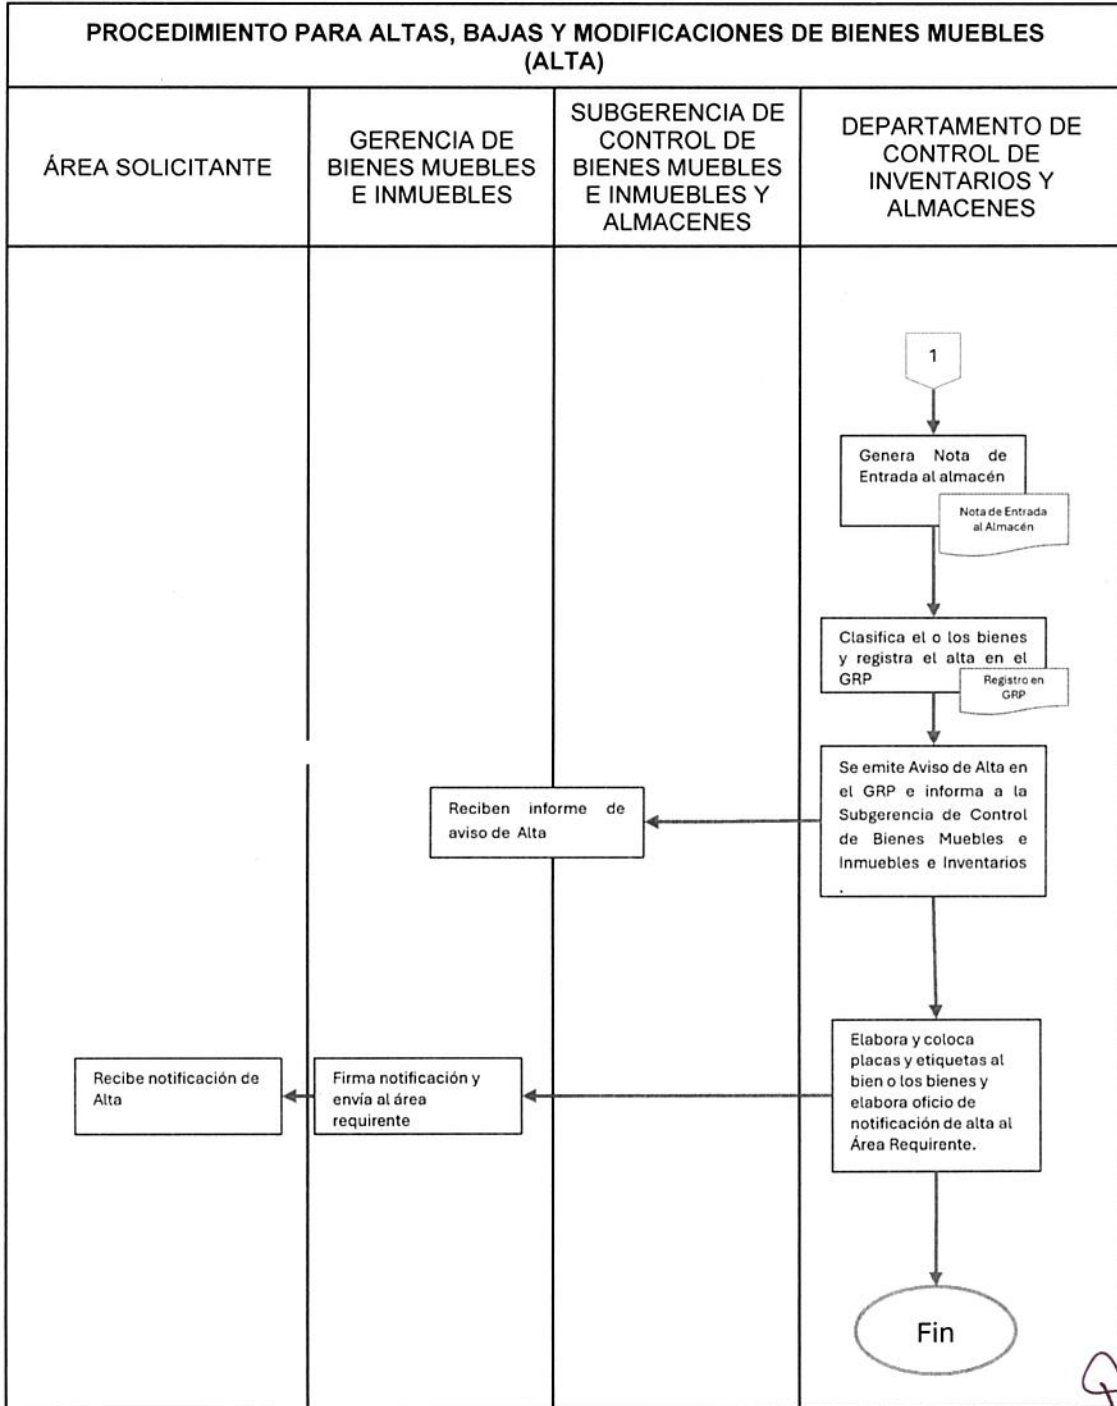 PROCEDIMIENTO PARA ALTAS, BAJAS Y MODIFICACIONES DE BIENES MUEBLES
(ALTA)
ÁREA SOLICITANTE
GERENCIA DE
BIENES MUEBLES
E INMUEBLES
SUBGERENCIA DE
CONTROL DE
BIENES MUEBLES
E INMUEBLES Y
ALMACENES
DEPARTAMENTO DE
CONTROL DE
INVENTARIOS Y
ALMACENES
1
Genera Nota de
Entrada al almacén
Nota de Entrada
al Almacén
Clasifica el o los bienes
y registra el alta en el
GRP
Registro en
GRP
Se emite Aviso de Alta en
el GRP e informa a la
Subgerencia de Control
de Bienes Muebles e
Inmuebles e Inventarios
.
Reciben informe de
aviso de Alta
Elabora y coloca
placas y etiquetas al
bien o los bienes y
elabora oficio de
notificación de alta al
Área Requirente.
Firma notificación y
envía al área
requirente
Recibe notificación de
Alta
Fin